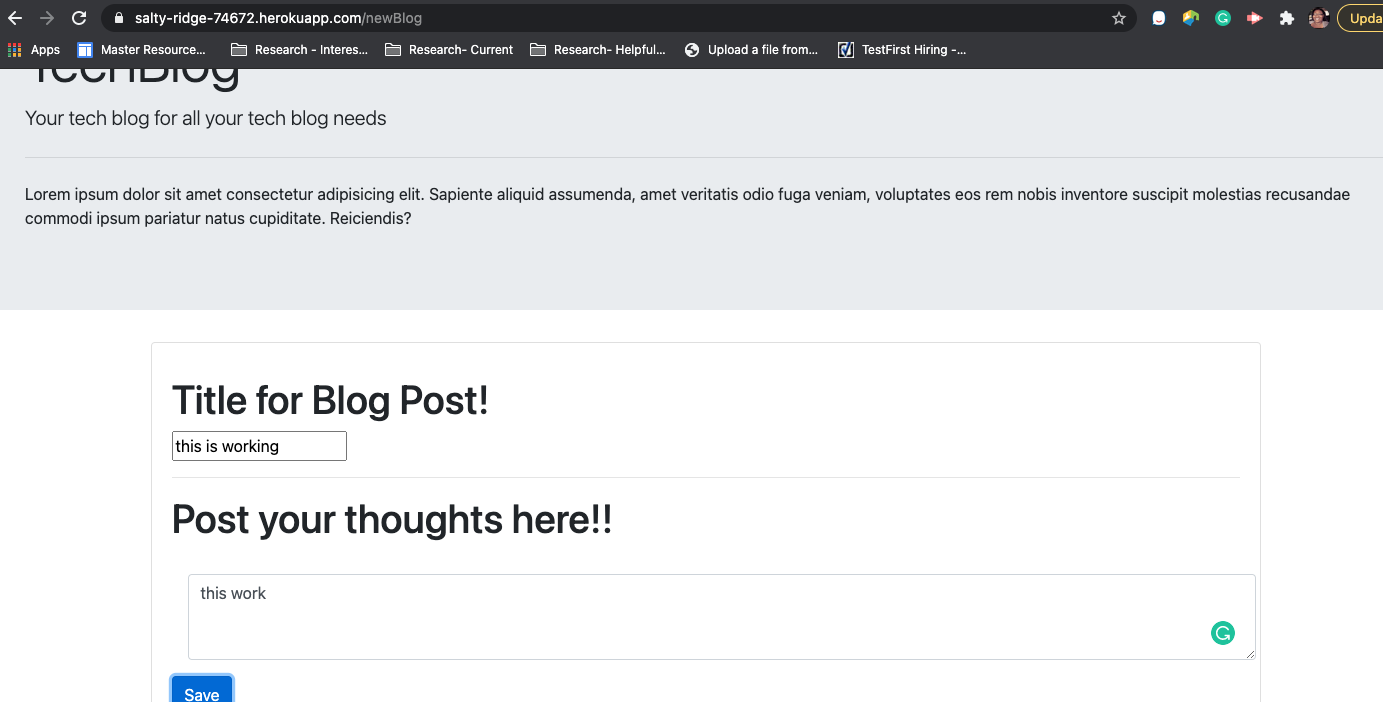 salty-ridge-74672.herokuapp.com/newBlog
Upda
Apps
Master Resource...
Research - Interes...
Research- Current
Research- Helpful...
Upload a file from...
TestFirst Hiring -...
TechBlog
Your tech blog for all your tech blog needs
Lorem ipsum dolor sit amet consectetur adipisicing elit. Sapiente aliquid assumenda, amet veritatis odio fuga veniam, voluptates eos rem nobis inventore suscipit molestias recusandae
commodi ipsum pariatur natus cupiditate. Reiciendis?
Title for Blog Post!
this is working
Post your thoughts here!!
this work
Save